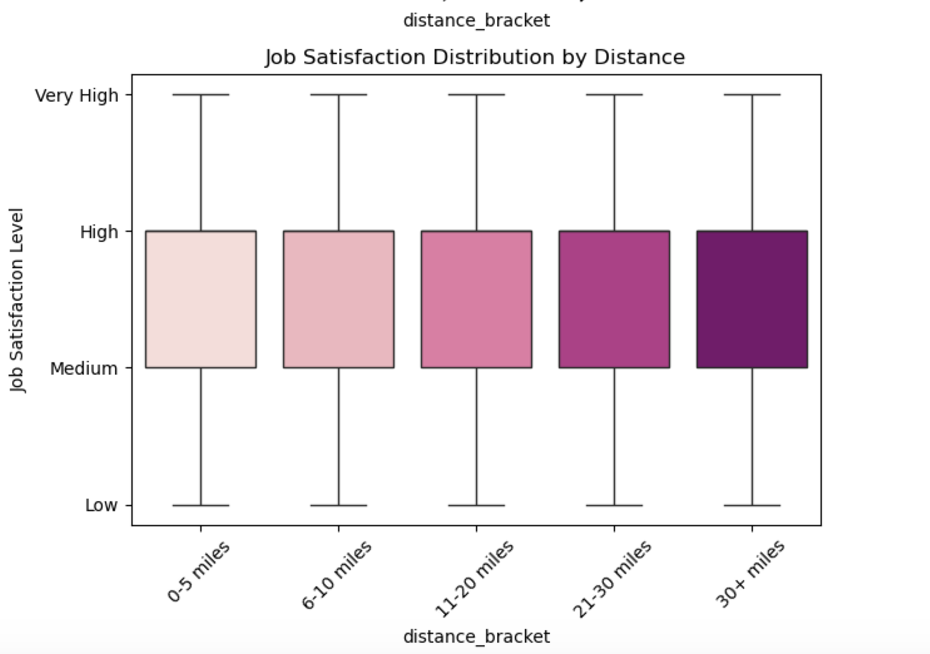 distance_bracket
Job Satisfaction Distribution by Distance
Job Satisfaction Level
Very High
High
Medium
Low
0-5 miles
6-10 miles
11-20 miles
21-30 miles
30+ miles
distance_bracket